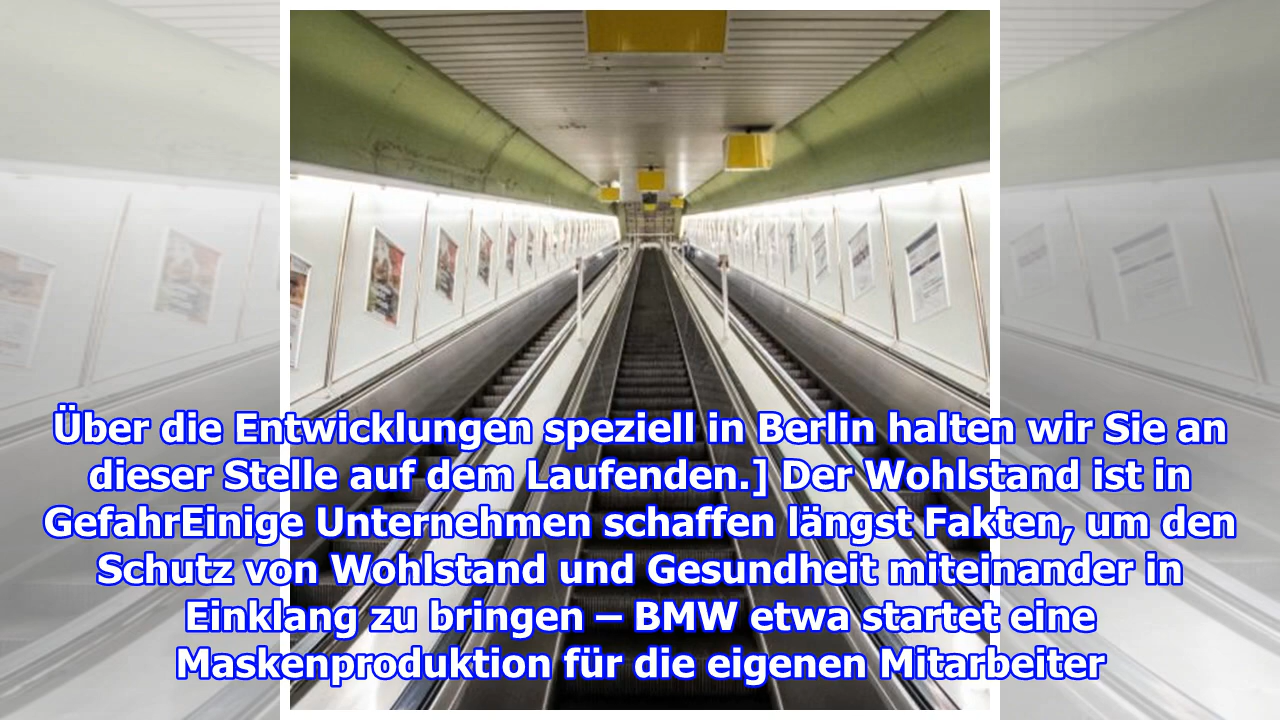 Über die Entwicklungen speziell in Berlin halten wir Sie an
dieser Stelle auf dem Laufenden.] Der Wohlstand ist in
GefahrEinige Unternehmen schaffen längst Fakten, um den
Schutz von Wohlstand und Gesundheit miteinander in
Einklang zu bringen – BMW etwa startet eine
Maskenproduktion für die eigenen Mitarbeiter